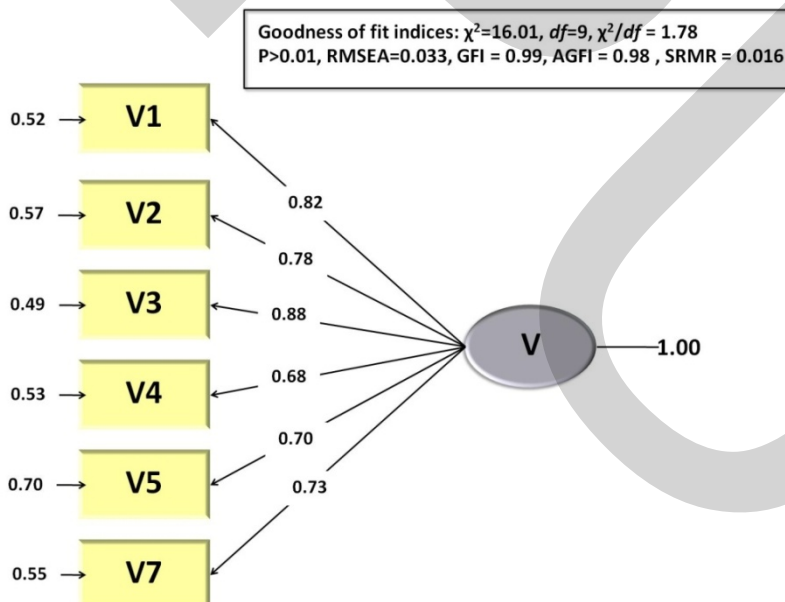 Goodness of fit indices: χ²=16.01, df=9, χ²/df = 1.78
P>0.01, RMSEA=0.033, GFI = 0.99, AGFI = 0.98 , SRMR = 0.016
0.52 V1
0.82
0.57 V2
0.78
0.49 V3
0.88
V 1.00
0.68
0.53 V4
0.70
0.70 V5
0.73
0.55 V7